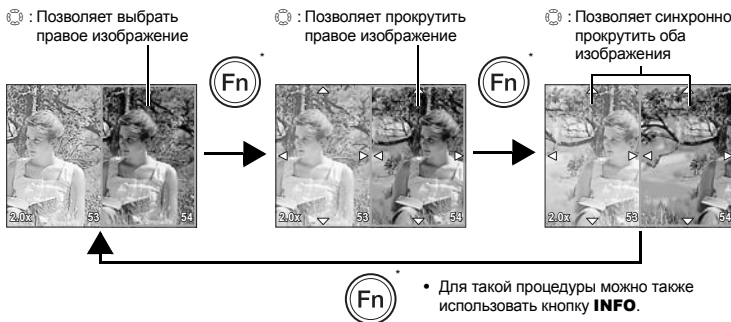 : Позволяет выбрать
правое изображение
: Позволяет прокрутить
правое изображение
: Позволяет синхронно
прокрутить оба
изображения
Fn *
Fn *
2.0x 53 54
2.0x 53 54
2.0x 53 54
Fn *
• Для такой процедуры можно также
использовать кнопку INFO.